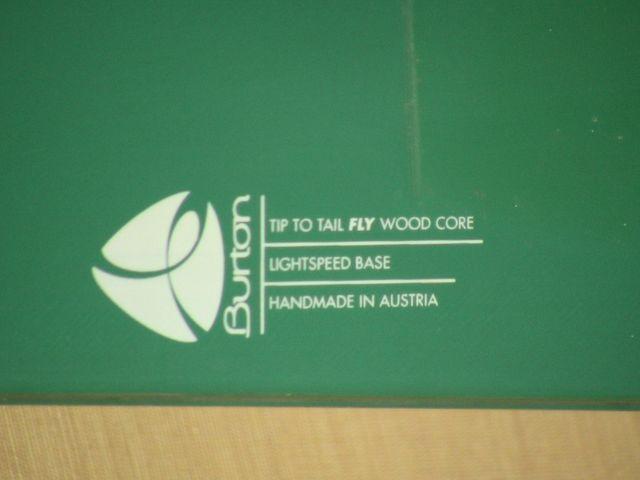 Burton
TIP TO TAIL FLY WOOD CORE
LIGHTSPEED BASE
HANDMADE IN AUSTRIA